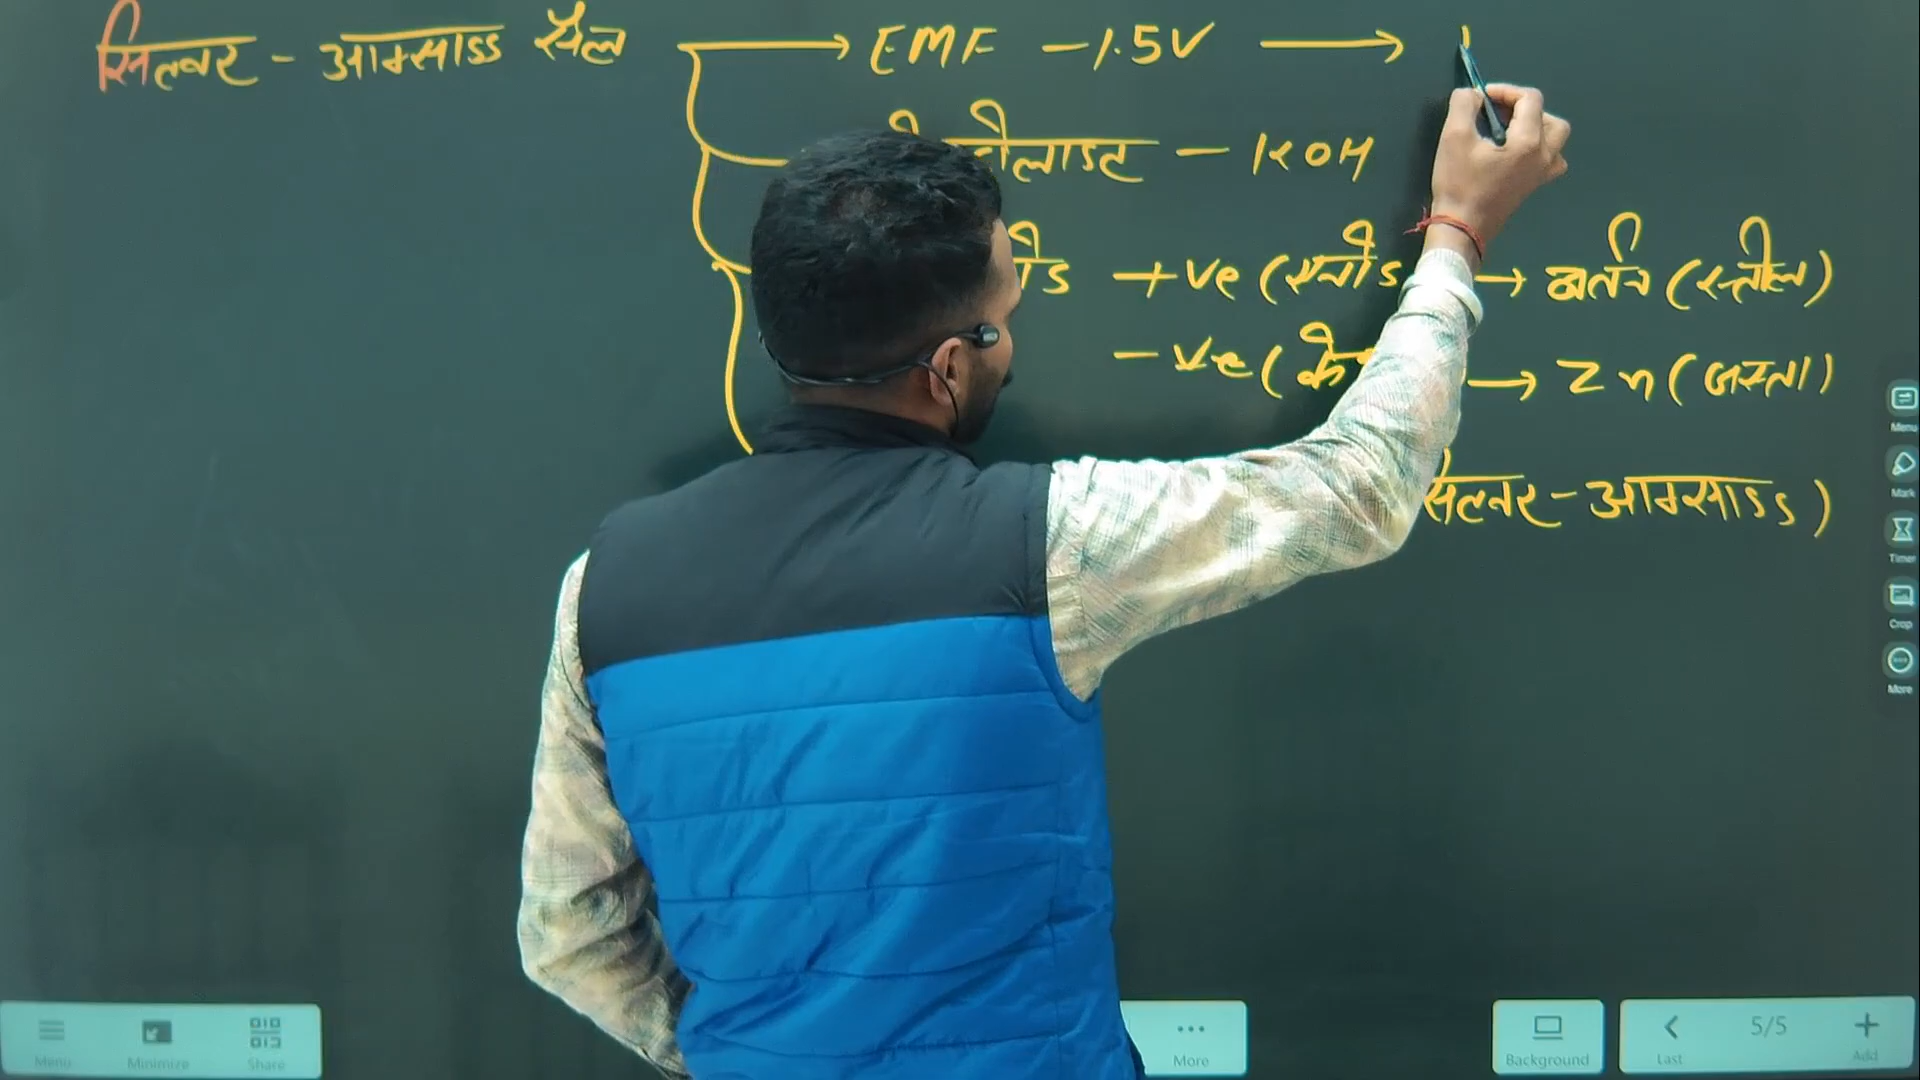 सिल्वर - आक्साइड सैल → EMF - 1.5V →
- KOH
+ve (एनोड → बर्तन (स्टील)
-ve ( → Zn (जस्ता)
सिल्वर - आक्साइड)
Menu
Mark
Timer
Crop
More
Menu Minimize Share More Background Last 5/5 Add